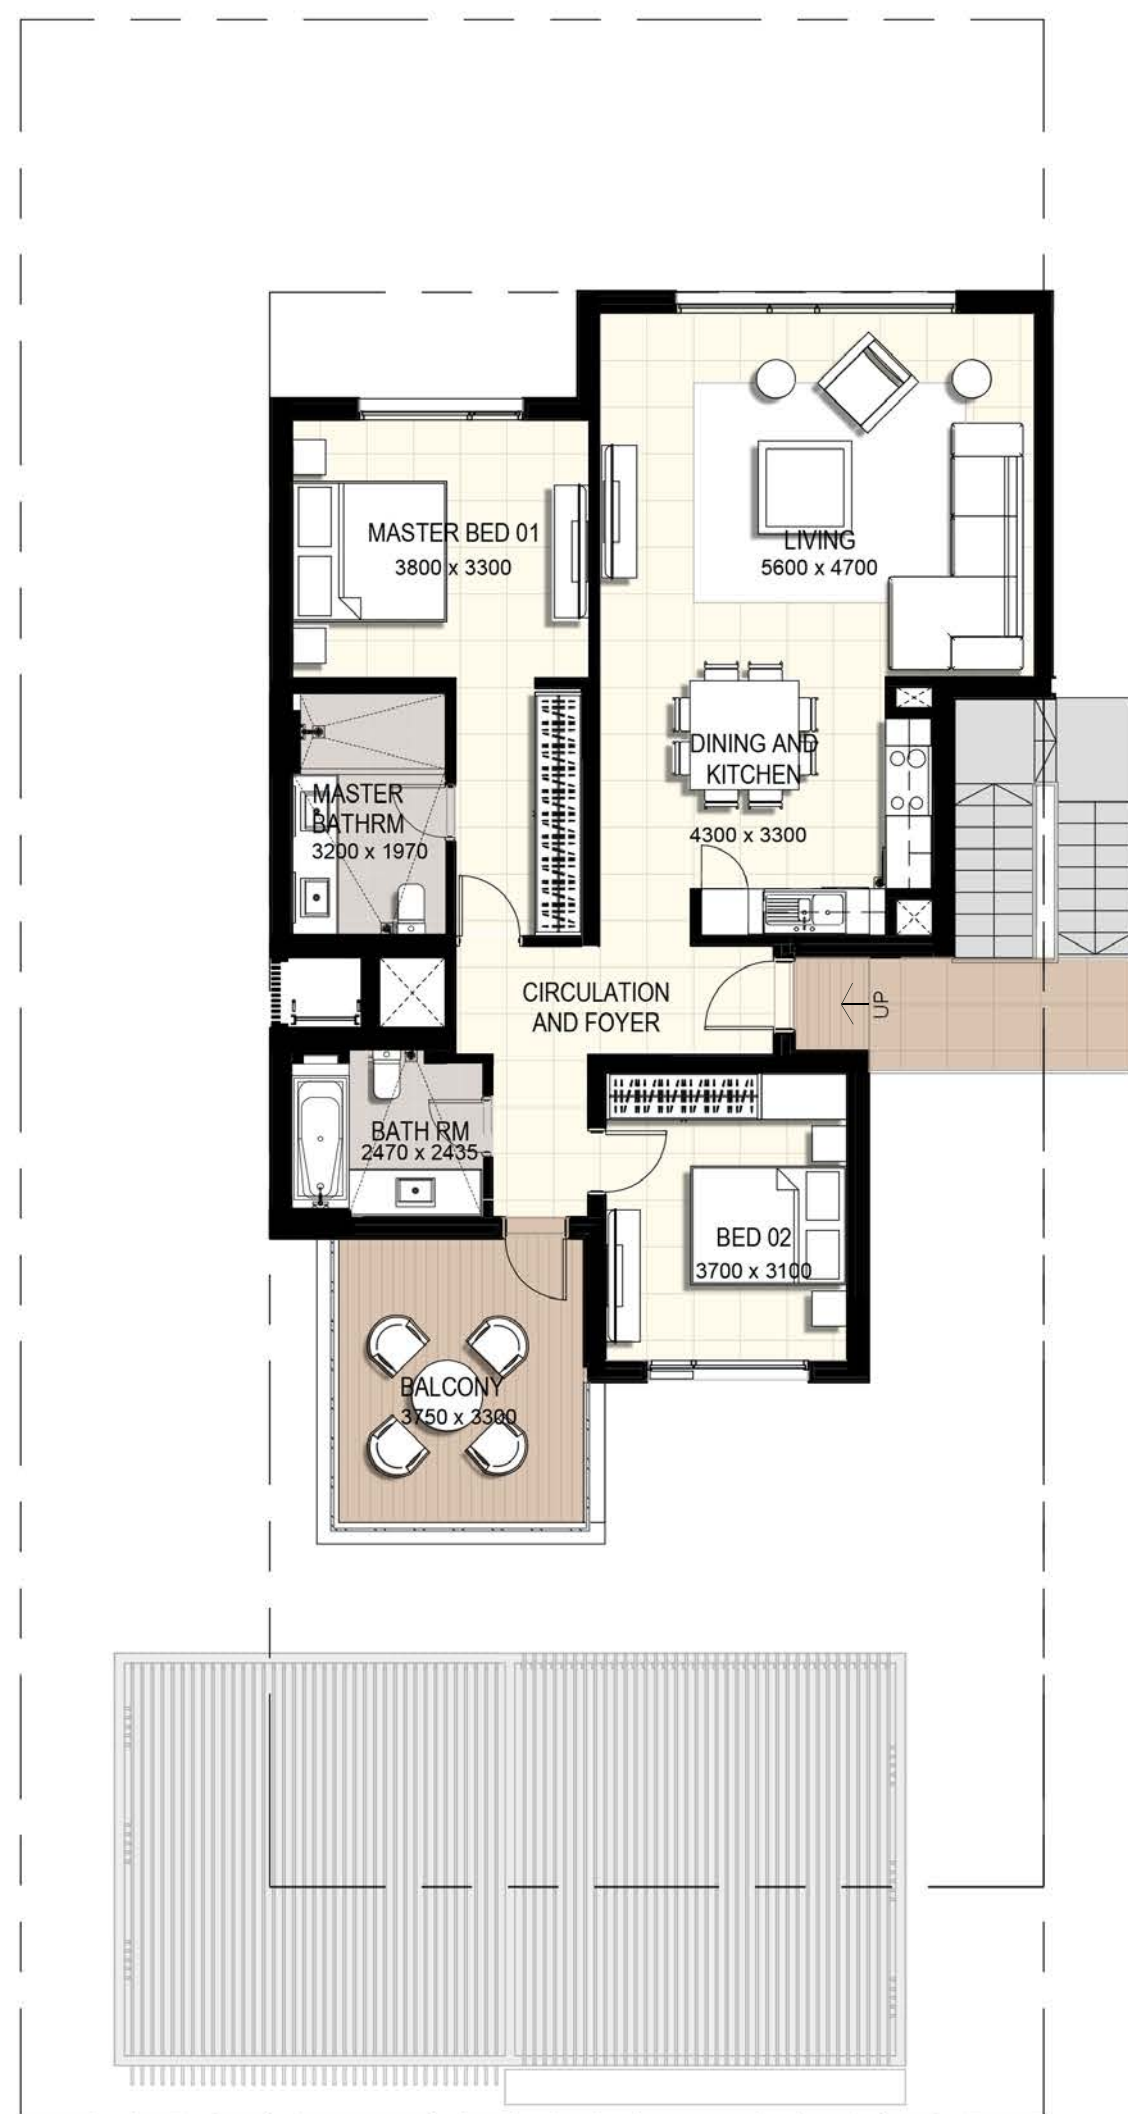 MASTER BED 01
3800 x 3300
LIVING
5600 x 4700
DINING AND
KITCHEN
4300 x 3300
MASTER
BATHRM
3200 x 1970
CIRCULATION
AND FOYER
UP
BATH RM
2470 x 2435
BED 02
3700 x 3100
BALCONY
3750 x 3300